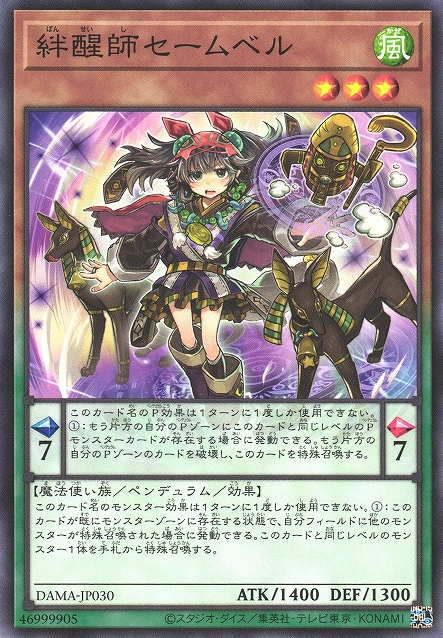 絆醒師セームベル
風
このカード名のP効果は1ターンに1度しか使用できない。
①:もう片方の自分のPゾーンにこのカードと同じレベルのP
モンスターカードが存在する場合に発動できる。もう片方の
自分のPゾーンのカードを破壊し、このカードを特殊召喚する。
7
7
【魔法使い族/ペンデュラム/効果】
このカード名のモンスター効果は1ターンに1度しか使用できない。①:この
カードが既にモンスターゾーンに存在する状態で、自分フィールドに他のモン
スターが特殊召喚された場合に発動できる。このカードと同じレベルのモン
スター1体を手札から特殊召喚する。
DAMA-JP030
ATK/1400 DEF/1300
46999905
©スタジオ・ダイス/集英社・テレビ東京・KONAMI